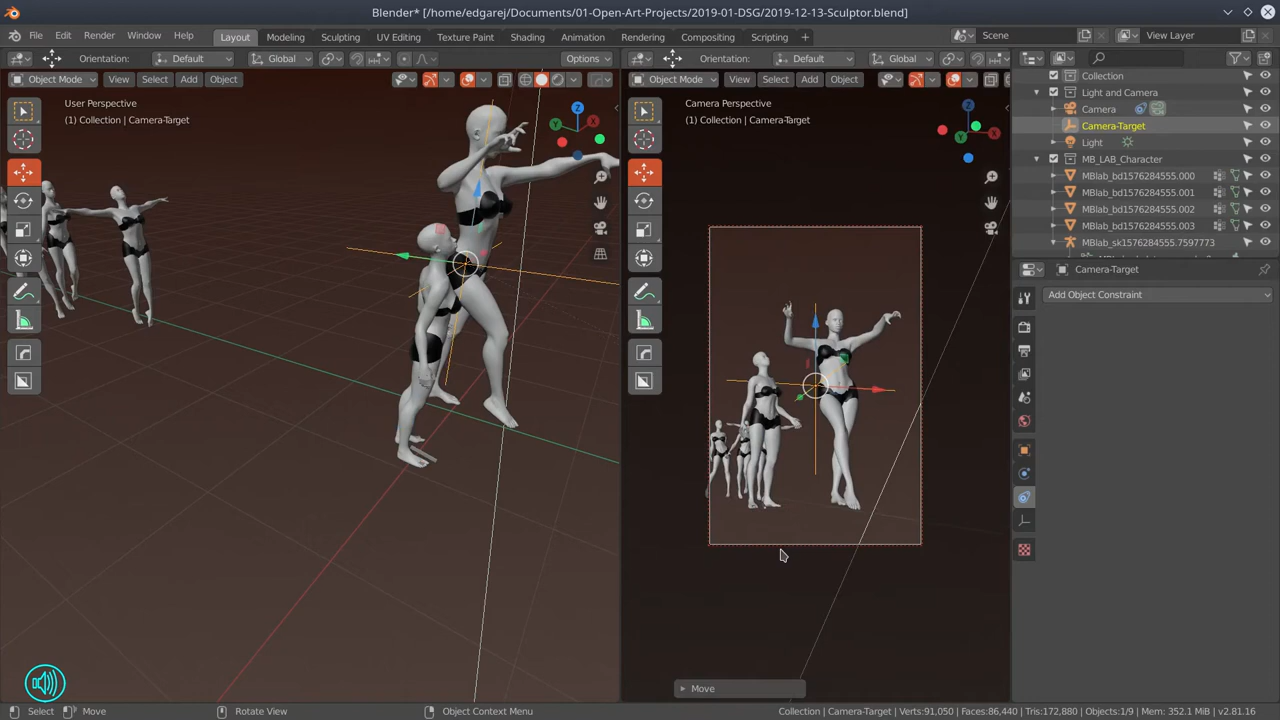 Blender* [/home/edgarej/Documents/01-Open-Art-Projects/2019-01-DSG/2019-12-13-Sculptor.blend]
File Edit Render Window Help Layout Modeling Sculpting UV Editing Texture Paint Shading Animation Rendering Compositing Scripting + Scene View Layer
Orientation: Default Global Options Orientation: Default Global
Object Mode View Select Add Object Object Mode View Select Add Object
Collection
Light and Camera
Camera
Camera-Target
Light
MB_LAB_Character
MBlab_bd1576284555.000
MBlab_bd1576284555.001
MBlab_bd1576284555.002
MBlab_bd1576284555.003
MBlab_sk1576284555.7597773
User Perspective
(1) Collection | Camera-Target
Z
Y
X
Camera Perspective
(1) Collection | Camera-Target
Z
Y
X
Camera-Target
Add Object Constraint
Move
Select Move Rotate View Object Context Menu Collection | Camera-Target | Verts:91,050 | Faces:86,440 | Tris:172,880 | Objects:1/9 | Mem: 352.1 MiB | v2.81.16